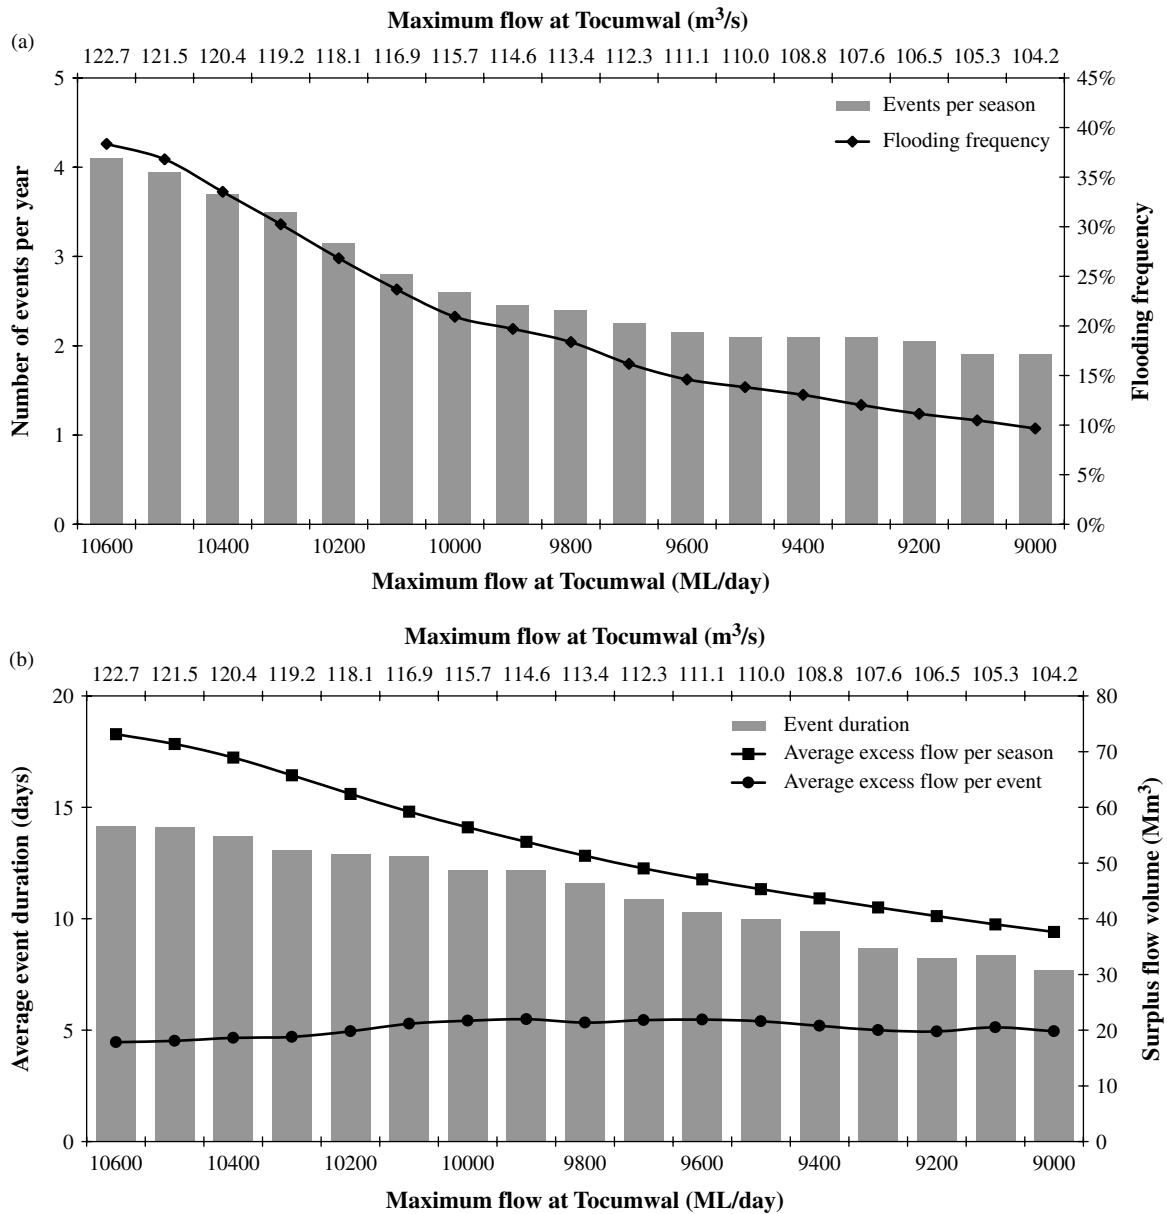 Maximum flow at Tocumwal (m³/s)
(a)
122.7 121.5 120.4 119.2 118.1 116.9 115.7 114.6 113.4 112.3 111.1 110.0 108.8 107.6 106.5 105.3 104.2
5 45%
Events per season
40%
Flooding frequency
4
35%
30%
3
25%
20%
2
15%
1 10%
5%
0 0%
Number of events per year
Flooding frequency
10600 10400 10200 10000 9800 9600 9400 9200 9000
Maximum flow at Tocumwal (ML/day)
Maximum flow at Tocumwal (m³/s)
(b)
122.7 121.5 120.4 119.2 118.1 116.9 115.7 114.6 113.4 112.3 111.1 110.0 108.8 107.6 106.5 105.3 104.2
20 80
Event duration
Average excess flow per season 70
Average excess flow per event
15 60
50
10 40
30
5 20
10
0 0
Average event duration (days)
Surplus flow volume (Mm³)
10600 10400 10200 10000 9800 9600 9400 9200 9000
Maximum flow at Tocumwal (ML/day)